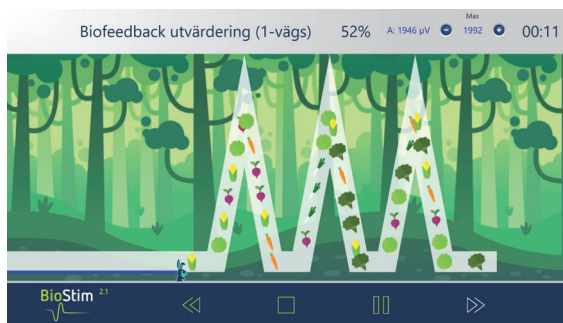 Biofeedback utvärdering (1-vägs)
52%
A: 1946 µV
Max
1992
00:11
BioStim 2.1